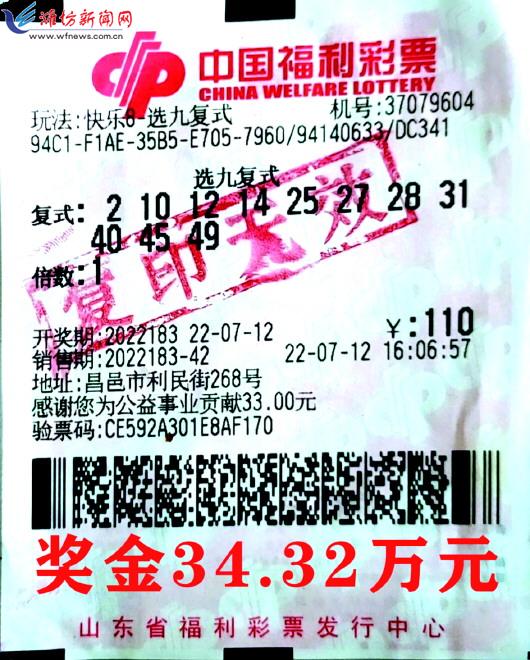 潍坊新闻网
www.wfnews.com.cn
中国福利彩票
CHINA WELFARE LOTTERY
玩法:快乐8-选九复式 机号:37079604
94C1-F1AE-35B5-E705-7960/94140633/DC341
选九复式
复式: 2 10 12 14 25 27 28 31
40 45 49
倍数:1
复印无效
开奖期:2022183 22-07-12 ¥:110
销售期:2022183-42 22-07-12 16:06:57
地址:昌邑市利民街268号
感谢您为公益事业贡献33.00元
验票码:CE592A301E8AF170
奖金34.32万元
山东省福利彩票发行中心